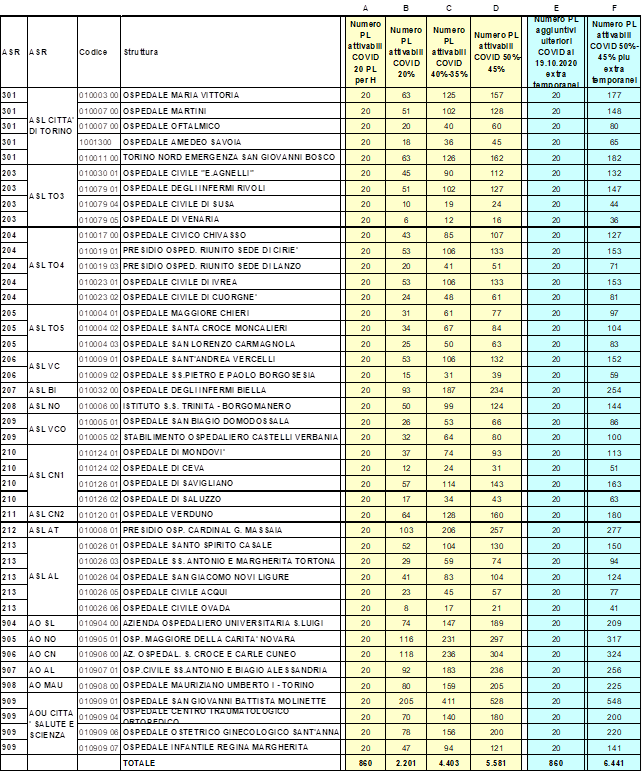 A B C D E F
ASR ASR Codice Struttura Numero PL attivabili COVID 20 PL per H Numero PL attivabili COVID 20% Numero PL attivabili COVID 40%-35% Numero PL attivabili COVID 50%-45% Numero PL aggiuntivi ulteriori COVID al 19.10.2020 extra temporanei Numero PL attivabili COVID 50%-45% più extra temporanei
301 ASL CITTA' DI TORINO 010003 00 OSPEDALE MARIA VITTORIA 20 63 125 157 20 177
301 010007 00 OSPEDALE MARTINI 20 51 102 128 20 148
301 010007 00 OSPEDALE OFTALMICO 20 20 40 60 20 80
301 1001300 OSPEDALE AMEDEO SAVOIA 20 18 36 45 20 65
301 010011 00 TORINO NORD EMERGENZA SAN GIOVANNI BOSCO 20 63 126 162 20 182
203 ASL TO3 010030 01 OSPEDALE CIVILE "E.AGNELLI" 20 45 90 112 20 132
203 010079 01 OSPEDALE DEGLI INFERMI RIVOLI 20 51 102 127 20 147
203 010079 04 OSPEDALE CIVILE DI SUSA 20 10 19 24 20 44
203 010079 05 OSPEDALE DI VENARIA 20 6 12 16 20 36
204 ASL TO4 010017 00 OSPEDALE CIVICO CHIVASSO 20 43 85 107 20 127
204 010019 01 PRESIDIO OSPED. RIUNITO SEDE DI CIRIE' 20 53 106 133 20 153
204 010019 03 PRESIDIO OSPED. RIUNITO SEDE DI LANZO 20 20 41 51 20 71
204 010023 01 OSPEDALE CIVILE DI IVREA 20 53 106 133 20 153
204 010023 02 OSPEDALE CIVILE DI CUORGNE' 20 24 48 61 20 81
205 ASL TO5 010004 01 OSPEDALE MAGGIORE CHIERI 20 31 61 77 20 97
205 010004 02 OSPEDALE SANTA CROCE MONCALIERI 20 34 67 84 20 104
205 010004 03 OSPEDALE SAN LORENZO CARMAGNOLA 20 25 50 63 20 83
206 ASL VC 010009 01 OSPEDALE SANT'ANDREA VERCELLI 20 53 106 132 20 152
206 010009 02 OSPEDALE SS.PIETRO E PAOLO BORGOSESIA 20 15 31 39 20 59
207 ASL BI 010032 00 OSPEDALE DEGLI INFERMI BIELLA 20 93 187 234 20 254
208 ASL NO 010006 00 ISTITUTO S.S. TRINITA - BORGOMANERO 20 50 99 124 20 144
209 ASL VCO 010005 01 OSPEDALE SAN BIAGIO DOMODOSSALA 20 26 53 66 20 86
209 010005 02 STABILIMENTO OSPEDALIERO CASTELLI VERBANIA 20 32 64 80 20 100
210 ASL CN1 010124 01 OSPEDALE DI MONDOVI' 20 37 74 93 20 113
210 010124 02 OSPEDALE DI CEVA 20 12 24 31 20 51
210 010126 01 OSPEDALE DI SAVIGLIANO 20 57 114 143 20 163
210 010126 02 OSPEDALE DI SALUZZO 20 17 34 43 20 63
211 ASL CN2 010120 01 OSPEDALE VERDUNO 20 64 128 160 20 180
212 ASL AT 010008 01 PRESIDIO OSP. CARDINAL G. MASSAIA 20 103 206 257 20 277
213 ASL AL 010026 01 OSPEDALE SANTO SPIRITO CASALE 20 52 104 130 20 150
213 010026 03 OSPEDALE SS. ANTONIO E MARGHERITA TORTONA 20 29 59 74 20 94
213 010026 04 OSPEDALE SAN GIACOMO NOVI LIGURE 20 41 83 104 20 124
213 010026 05 OSPEDALE CIVILE ACQUI 20 23 45 57 20 77
213 010026 06 OSPEDALE CIVILE OVADA 20 8 17 21 20 41
904 AO SL 010904 00 AZIENDA OSPEDALIERO UNIVERSITARIA S.LUIGI 20 74 147 189 20 209
905 AO NO 010905 01 OSP. MAGGIORE DELLA CARITA' NOVARA 20 116 231 297 20 317
906 AO CN 010906 00 AZ. OSPEDAL. S. CROCE E CARLE CUNEO 20 118 236 304 20 324
907 AO AL 010907 01 OSP.CIVILE SS.ANTONIO E BIAGIO ALESSANDRIA 20 92 183 236 20 256
908 AO MAU 010908 00 OSPEDALE MAURIZIANO UMBERTO I - TORINO 20 80 159 205 20 225
909 AOU CITTA' SALUTE E SCIENZA 010909 01 OSPEDALE SAN GIOVANNI BATTISTA MOLINETTE 20 205 411 528 20 548
909 010909 04 OSPEDALE CENTRO TRAUMATOLOGICO ORTOPEDICO 20 70 140 180 20 200
909 010909 06 OSPEDALE OSTETRICO GINECOLOGICO SANT'ANNA 20 78 156 200 20 220
909 010909 07 OSPEDALE INFANTILE REGINA MARGHERITA 20 47 94 121 20 141
TOTALE 860 2.201 4.403 5.581 860 6.441